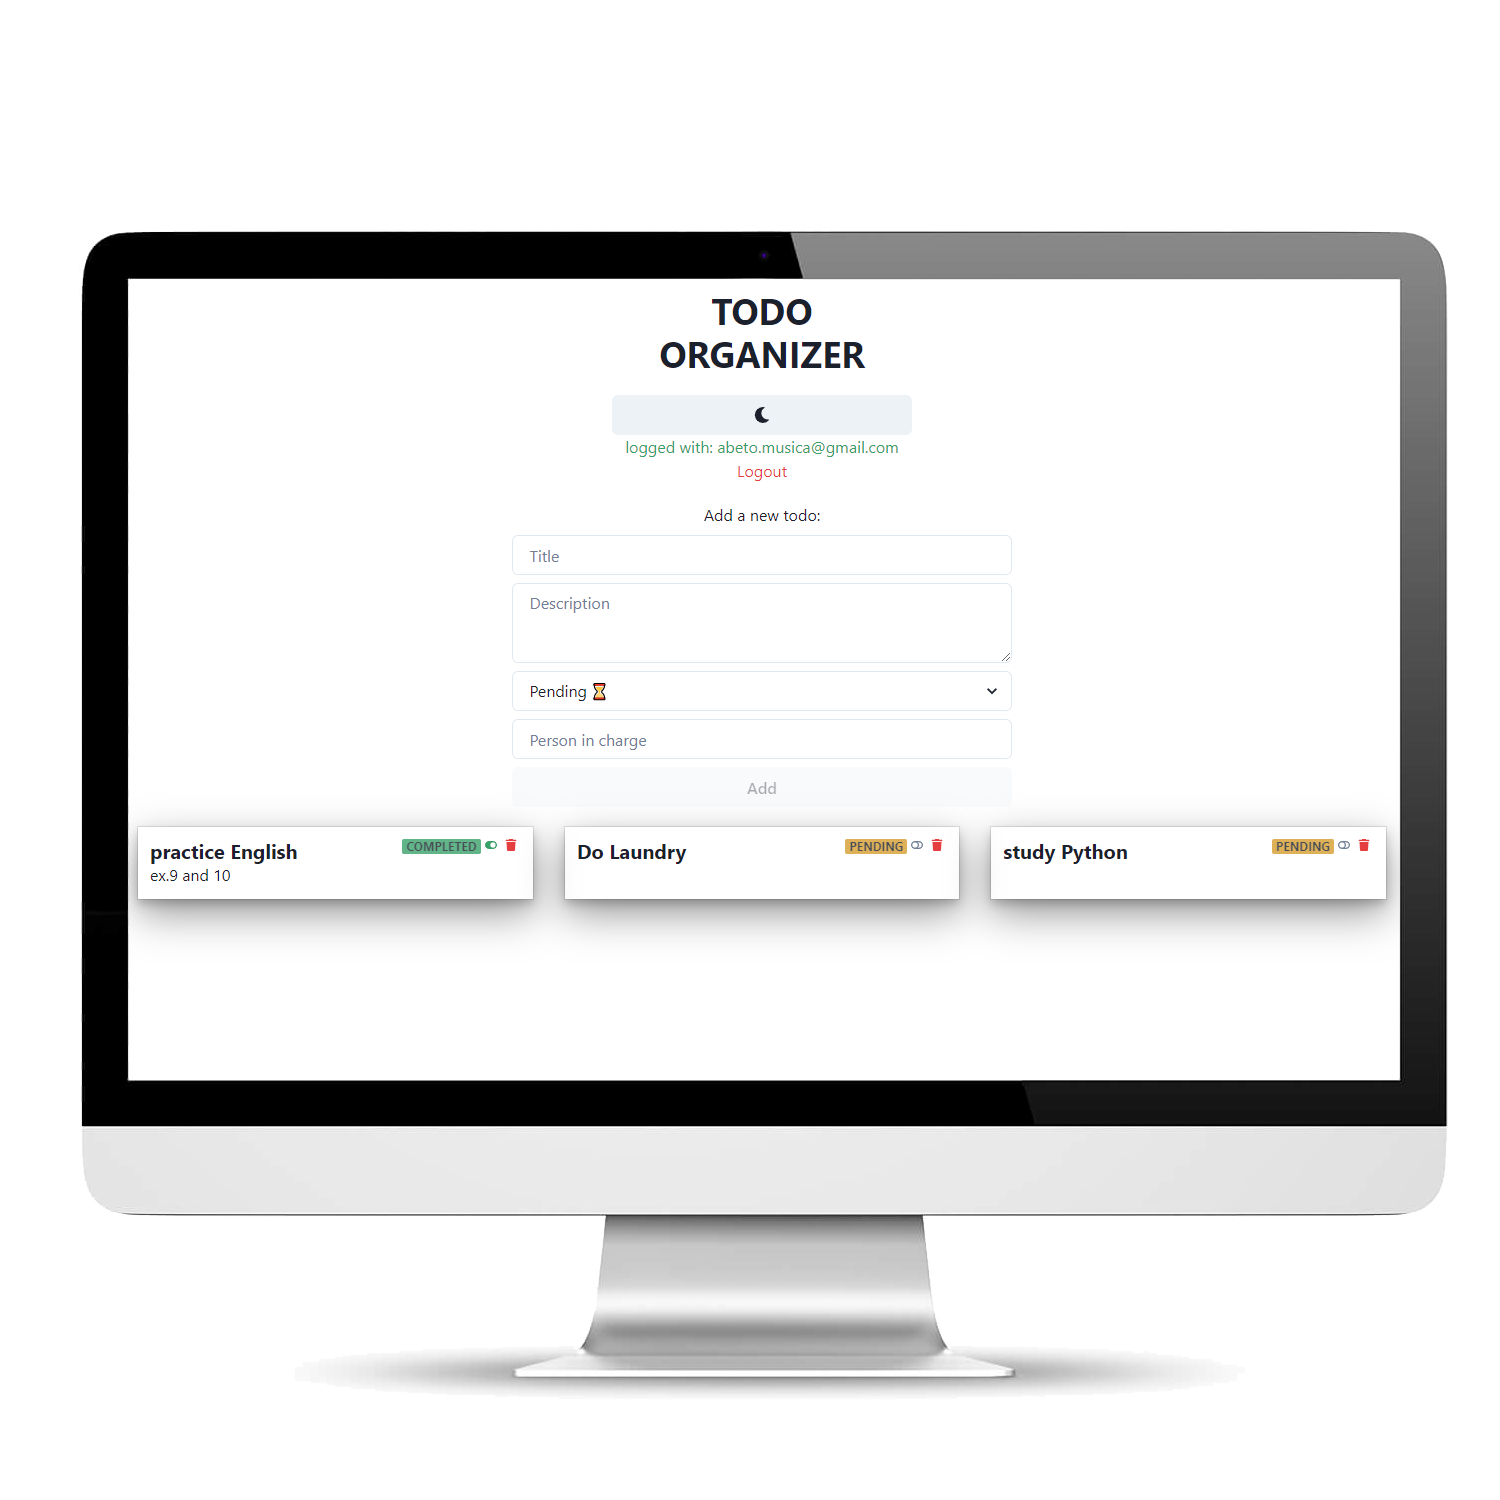 TODO
ORGANIZER
logged with: abeto.musica@gmail.com
Logout
Add a new todo:
Title
Description
Pending ⌛
Person in charge
Add
practice English COMPLETED
ex.9 and 10
Do Laundry PENDING
study Python PENDING